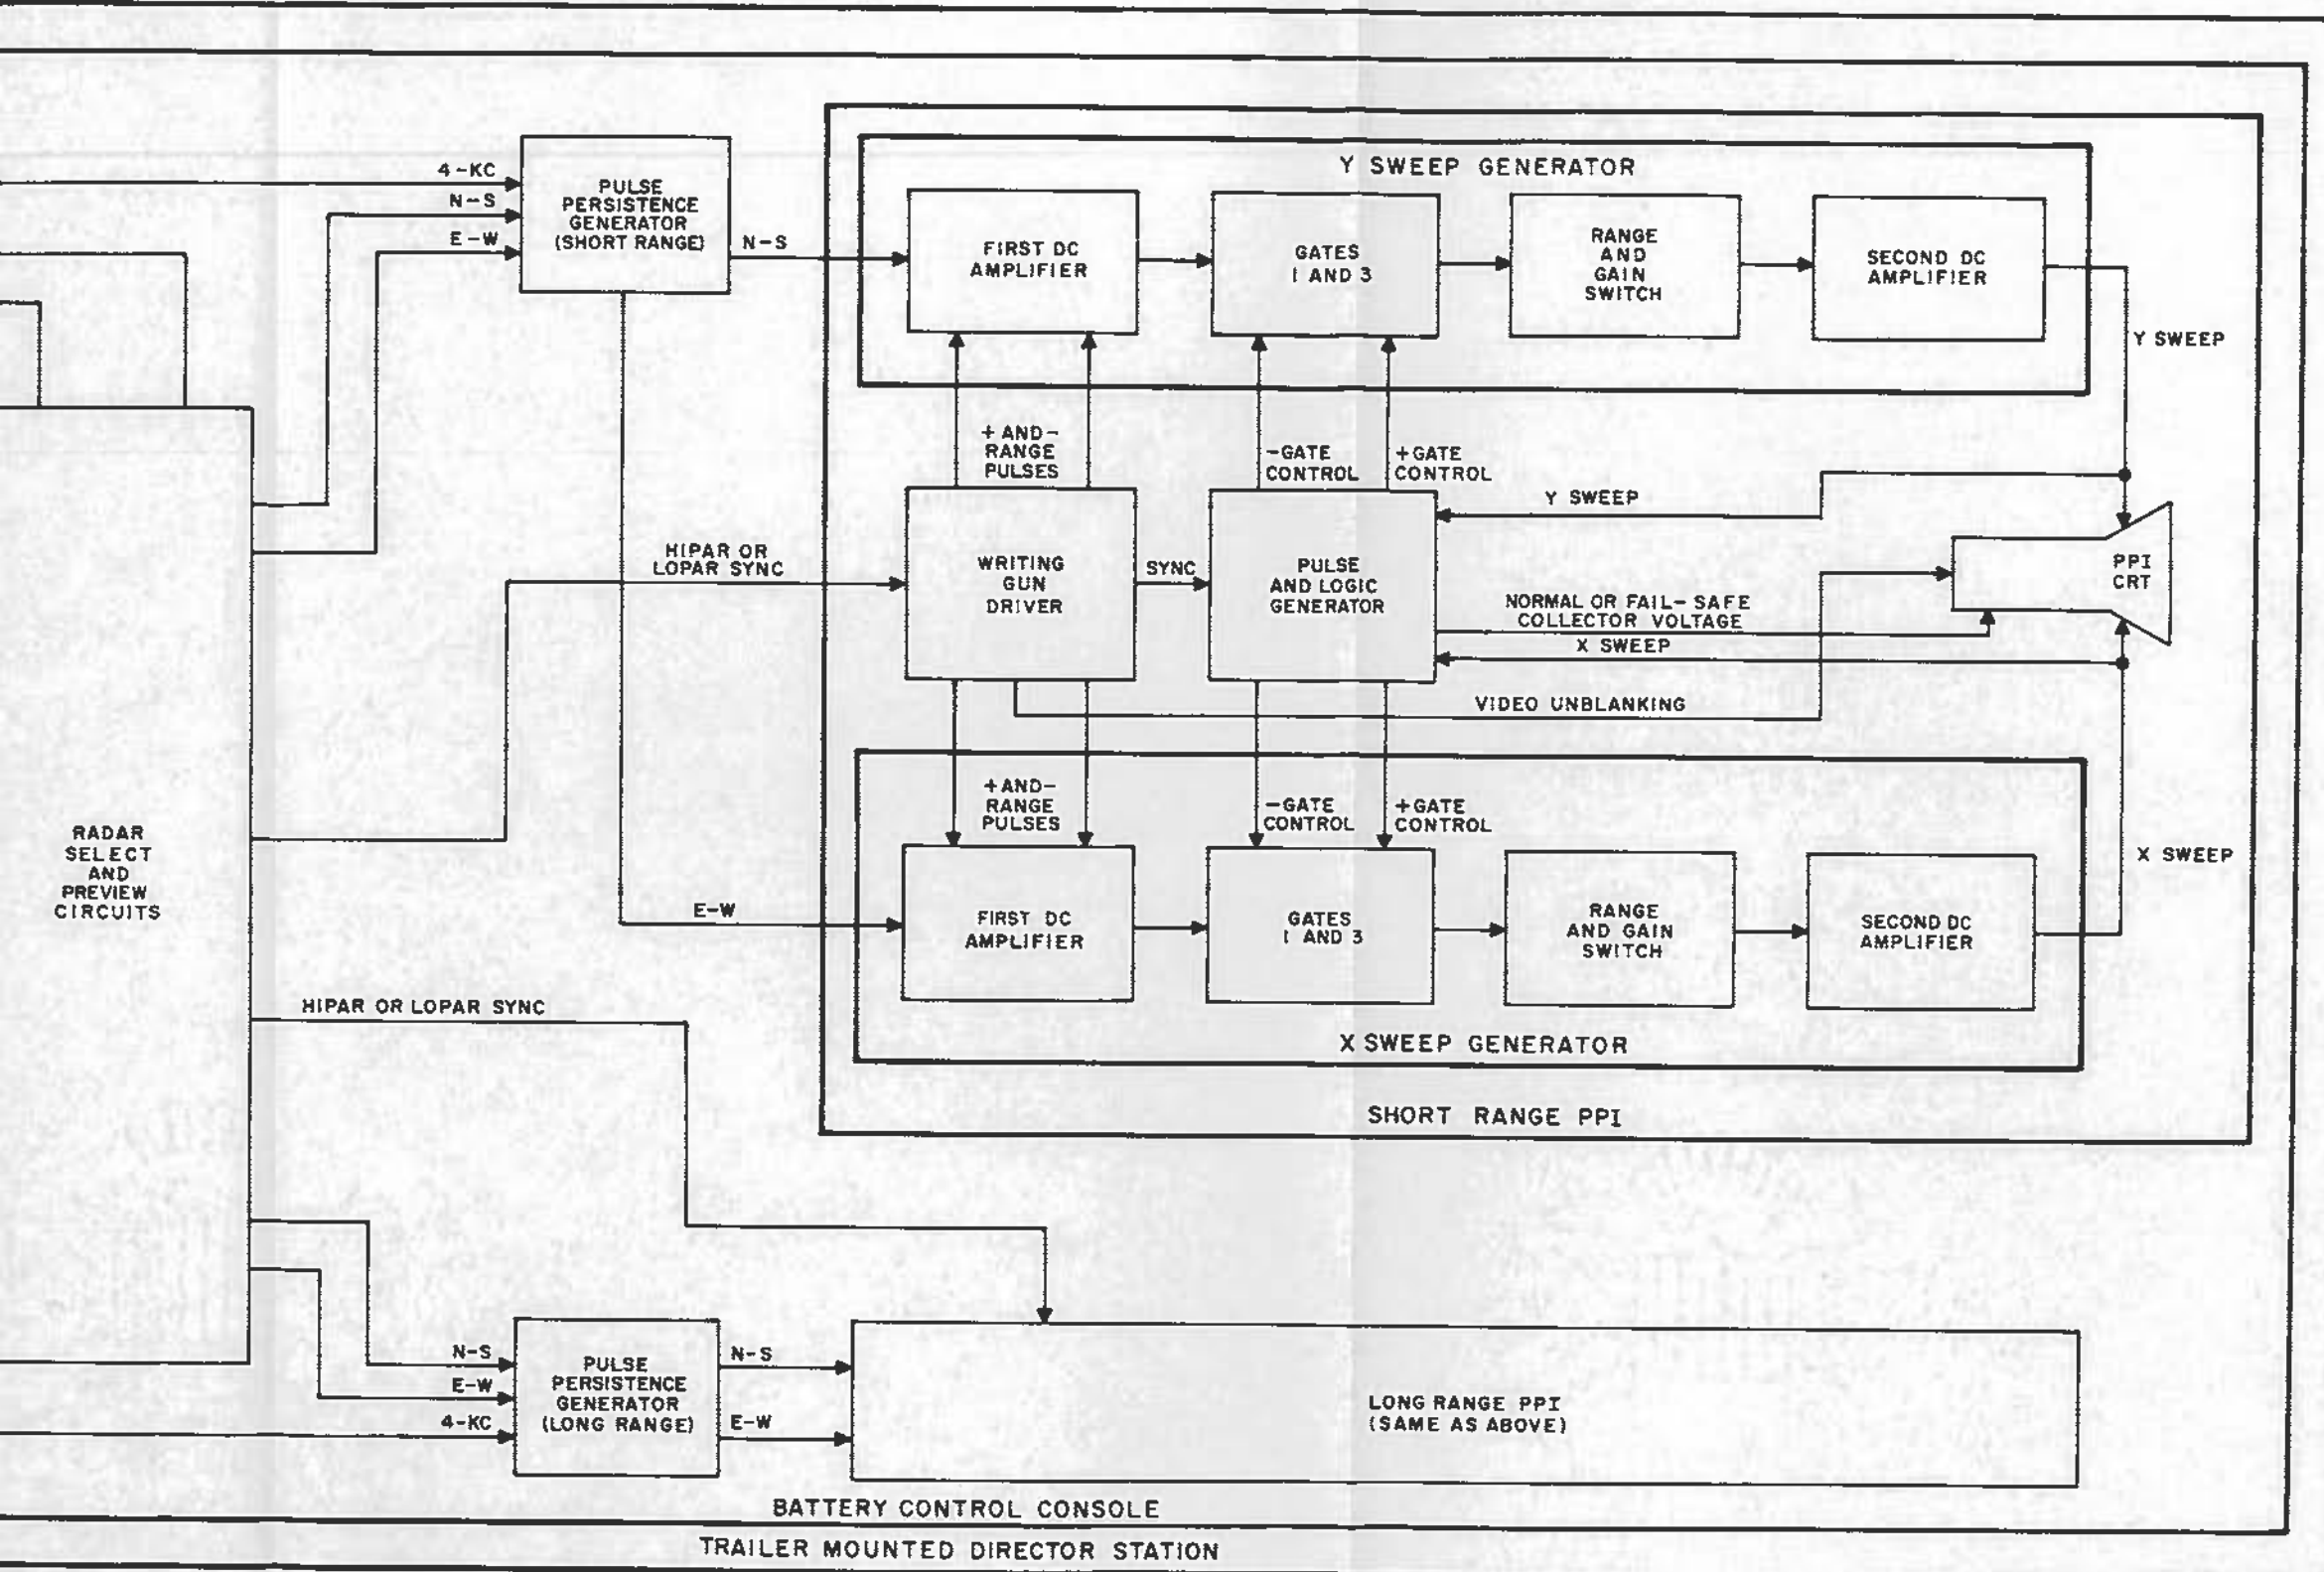 4-KC
N-S
E-W
PULSE
PERSISTENCE
GENERATOR
(SHORT RANGE)
N-S
Y SWEEP GENERATOR
FIRST DC
AMPLIFIER
GATES
1 AND 3
RANGE
AND
GAIN
SWITCH
SECOND DC
AMPLIFIER
Y SWEEP
+ AND -
RANGE
PULSES
-GATE
CONTROL
+GATE
CONTROL
Y SWEEP
HIPAR OR
LOPAR SYNC
WRITING
GUN
DRIVER
SYNC
PULSE
AND LOGIC
GENERATOR
PPI
CRT
NORMAL OR FAIL-SAFE
COLLECTOR VOLTAGE
X SWEEP
VIDEO UNBLANKING
+AND-
RANGE
PULSES
-GATE
CONTROL
+GATE
CONTROL
RADAR
SELECT
AND
PREVIEW
CIRCUITS
X SWEEP
E-W
FIRST DC
AMPLIFIER
GATES
1 AND 3
RANGE
AND GAIN
SWITCH
SECOND DC
AMPLIFIER
HIPAR OR LOPAR SYNC
X SWEEP GENERATOR
SHORT RANGE PPI
N-S
E-W
4-KC
PULSE
PERSISTENCE
GENERATOR
(LONG RANGE)
N-S
E-W
LONG RANGE PPI
(SAME AS ABOVE)
BATTERY CONTROL CONSOLE
TRAILER MOUNTED DIRECTOR STATION